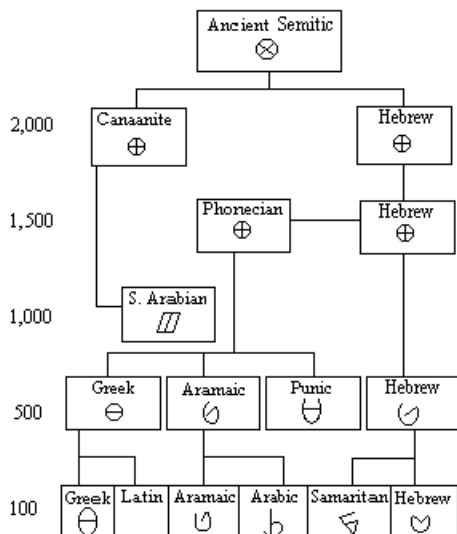 Ancient Semitic
2,000
Canaanite
Hebrew
1,500
Phonecian
Hebrew
1,000
S. Arabian
500
Greek
Aramaic
Punic
Hebrew
100
Greek
Latin
Aramaic
Arabic
Samaritan
Hebrew